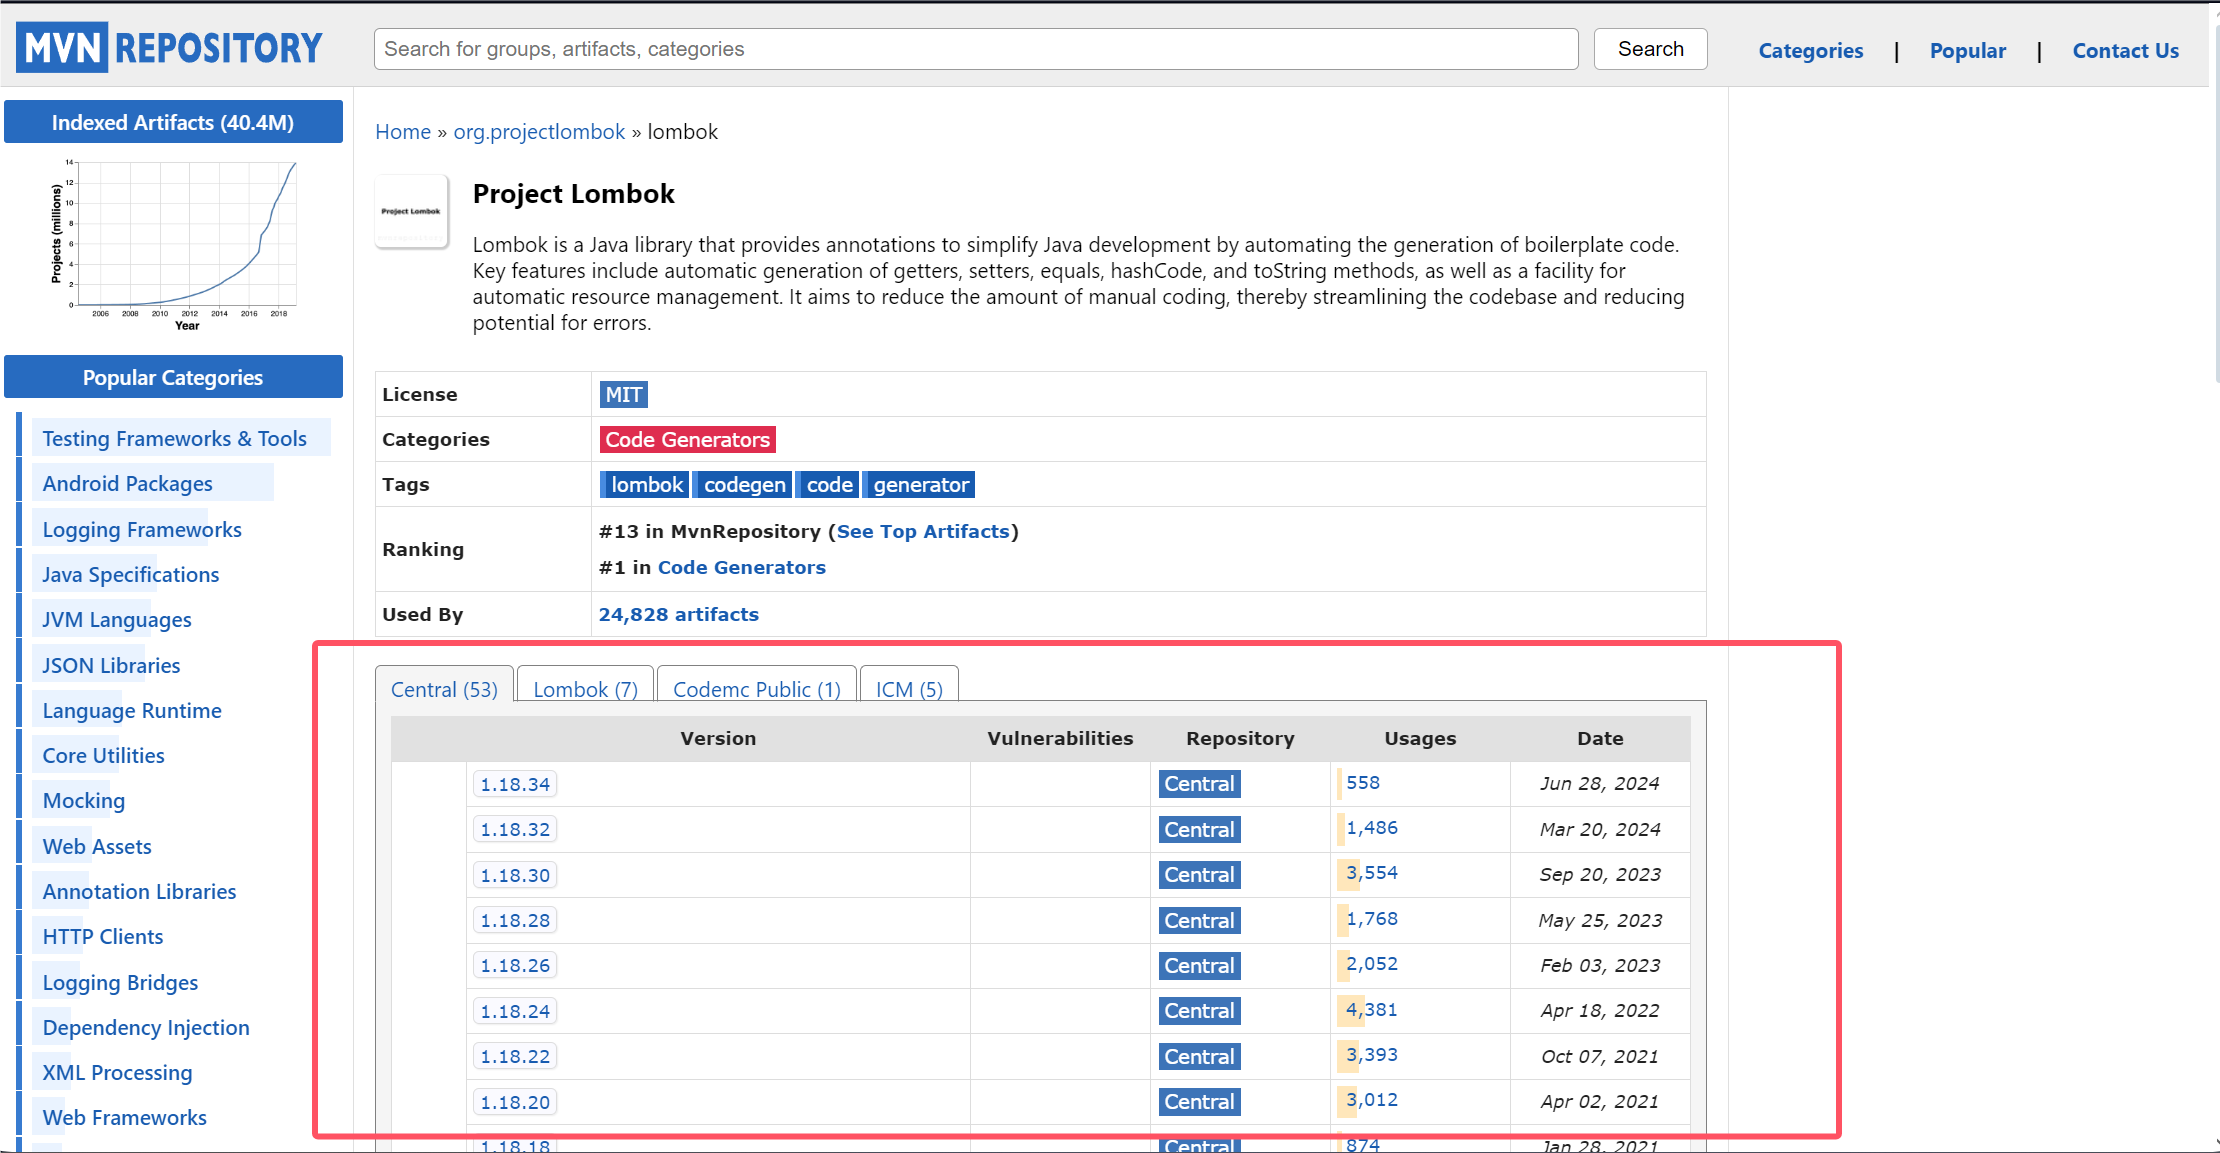 MVN REPOSITORY
Search for groups, artifacts, categories
Search
Categories | Popular | Contact Us
Indexed Artifacts (40.4M)
Projects (millions)
14
12
10
8
6
4
2
0
2006 2008 2010 2012 2014 2016 2018
Year
Popular Categories
Testing Frameworks & Tools
Android Packages
Logging Frameworks
Java Specifications
JVM Languages
JSON Libraries
Language Runtime
Core Utilities
Mocking
Web Assets
Annotation Libraries
HTTP Clients
Logging Bridges
Dependency Injection
XML Processing
Web Frameworks
Home » org.projectlombok » lombok
Project Lombok
Project Lombok
Lombok is a Java library that provides annotations to simplify Java development by automating the generation of boilerplate code.
Key features include automatic generation of getters, setters, equals, hashCode, and toString methods, as well as a facility for
automatic resource management. It aims to reduce the amount of manual coding, thereby streamlining the codebase and reducing
potential for errors.
License MIT
Categories Code Generators
Tags lombok codegen code generator
Ranking #13 in MvnRepository (See Top Artifacts)
#1 in Code Generators
Used By 24,828 artifacts
Central (53) Lombok (7) Codemc Public (1) ICM (5)
Version Vulnerabilities Repository Usages Date
1.18.34 Central 558 Jun 28, 2024
1.18.32 Central 1,486 Mar 20, 2024
1.18.30 Central 3,554 Sep 20, 2023
1.18.28 Central 1,768 May 25, 2023
1.18.26 Central 2,052 Feb 03, 2023
1.18.24 Central 4,381 Apr 18, 2022
1.18.22 Central 3,393 Oct 07, 2021
1.18.20 Central 3,012 Apr 02, 2021
1.18.18 Central 874 Jan 28, 2021